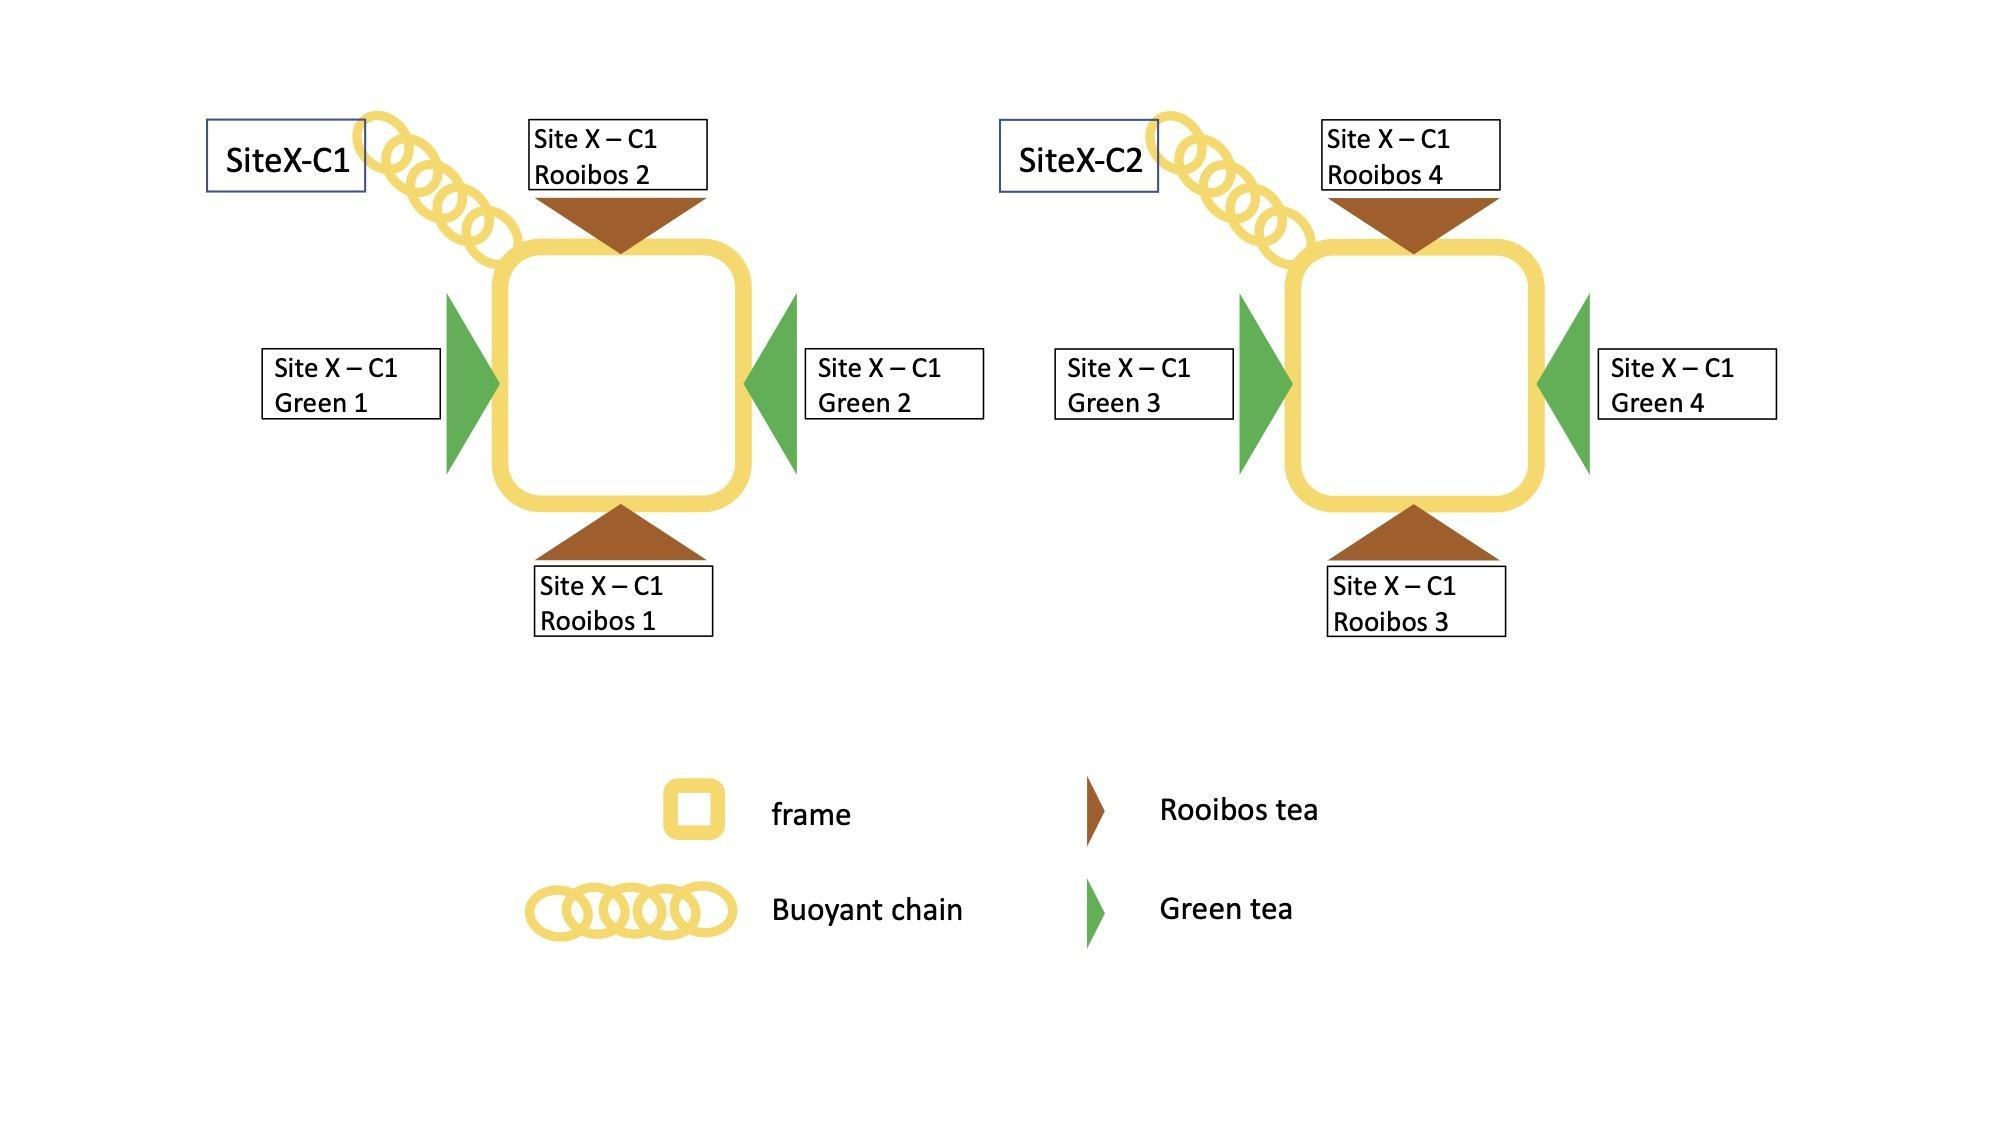 SiteX-C1
Site X – C1
Rooibos 2
Site X – C1
Green 1
Site X – C1
Green 2
Site X – C1
Rooibos 1
SiteX-C2
Site X – C1
Rooibos 4
Site X – C1
Green 3
Site X – C1
Green 4
Site X – C1
Rooibos 3
frame
Rooibos tea
Buoyant chain
Green tea